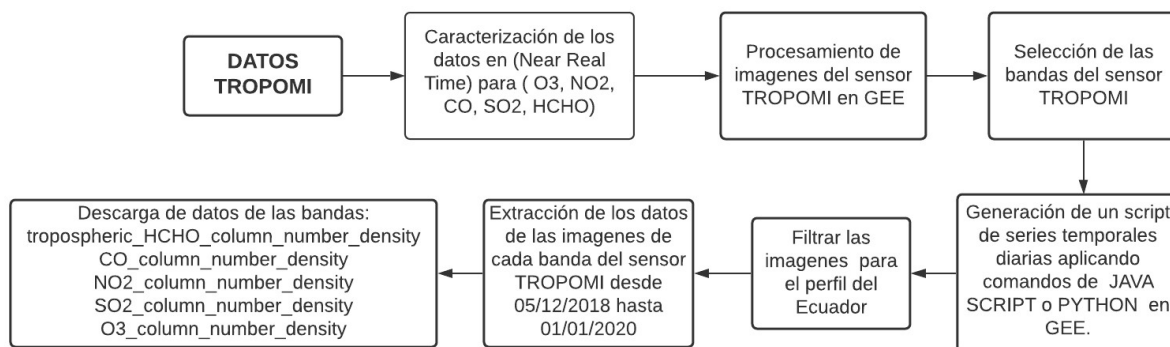 DATOS
TROPOMI
Caracterización de los
datos en (Near Real
Time) para ( O3, NO2,
CO, SO2, HCHO)
Procesamiento de
imagenes del sensor
TROPOMI en GEE
Selección de las
bandas del sensor
TROPOMI
Generación de un script
de series temporales
diarias aplicando
comandos de JAVA
SCRIPT o PYTHON en
GEE.
Filtrar las
imagenes para
el perfil del
Ecuador
Extracción de los datos
de las imagenes de
cada banda del sensor
TROPOMI desde
05/12/2018 hasta
01/01/2020
Descarga de datos de las bandas:
tropospheric_HCHO_column_number_density
CO_column_number_density
NO2_column_number_density
SO2_column_number_density
O3_column_number_density